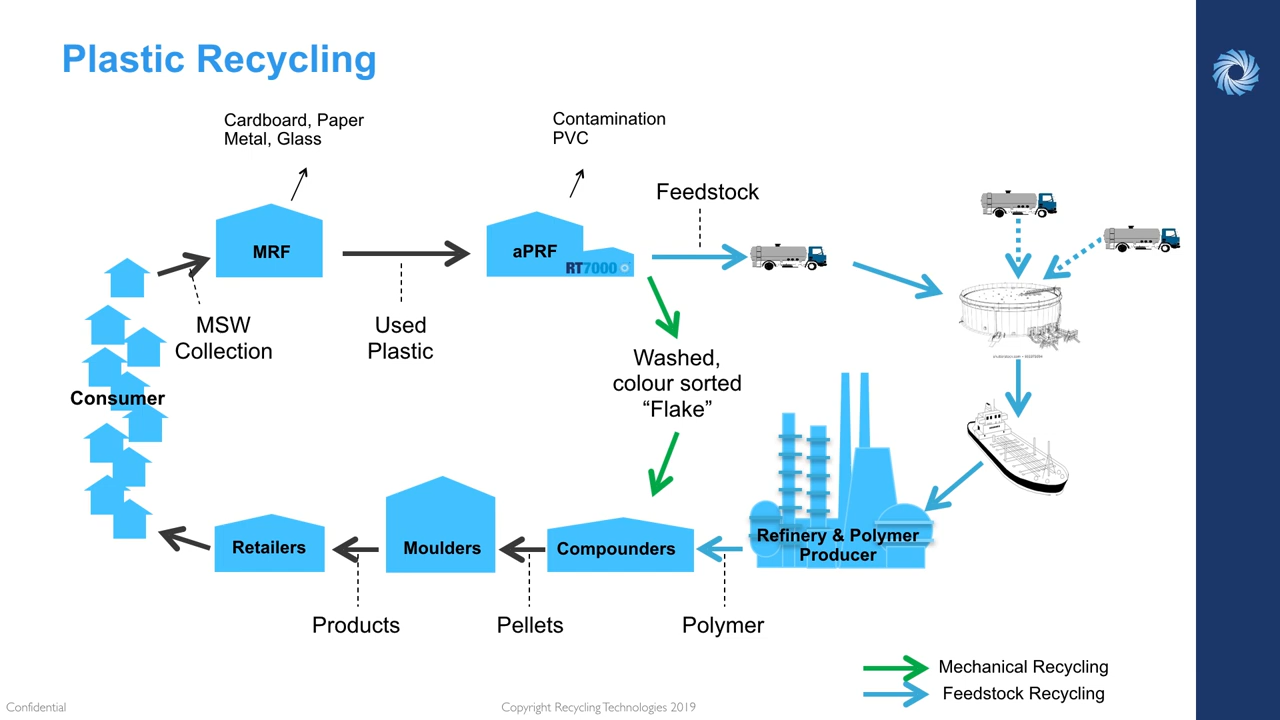 Plastic Recycling
Cardboard, Paper
Metal, Glass
Contamination
PVC
Feedstock
MRF
aPRF
RT7000
MSW
Collection
Used
Plastic
Washed,
colour sorted
“Flake”
Consumer
Retailers
Moulders
Compounders
Refinery & Polymer
Producer
Products
Pellets
Polymer
Mechanical Recycling
Feedstock Recycling
Confidential
Copyright Recycling Technologies 2019